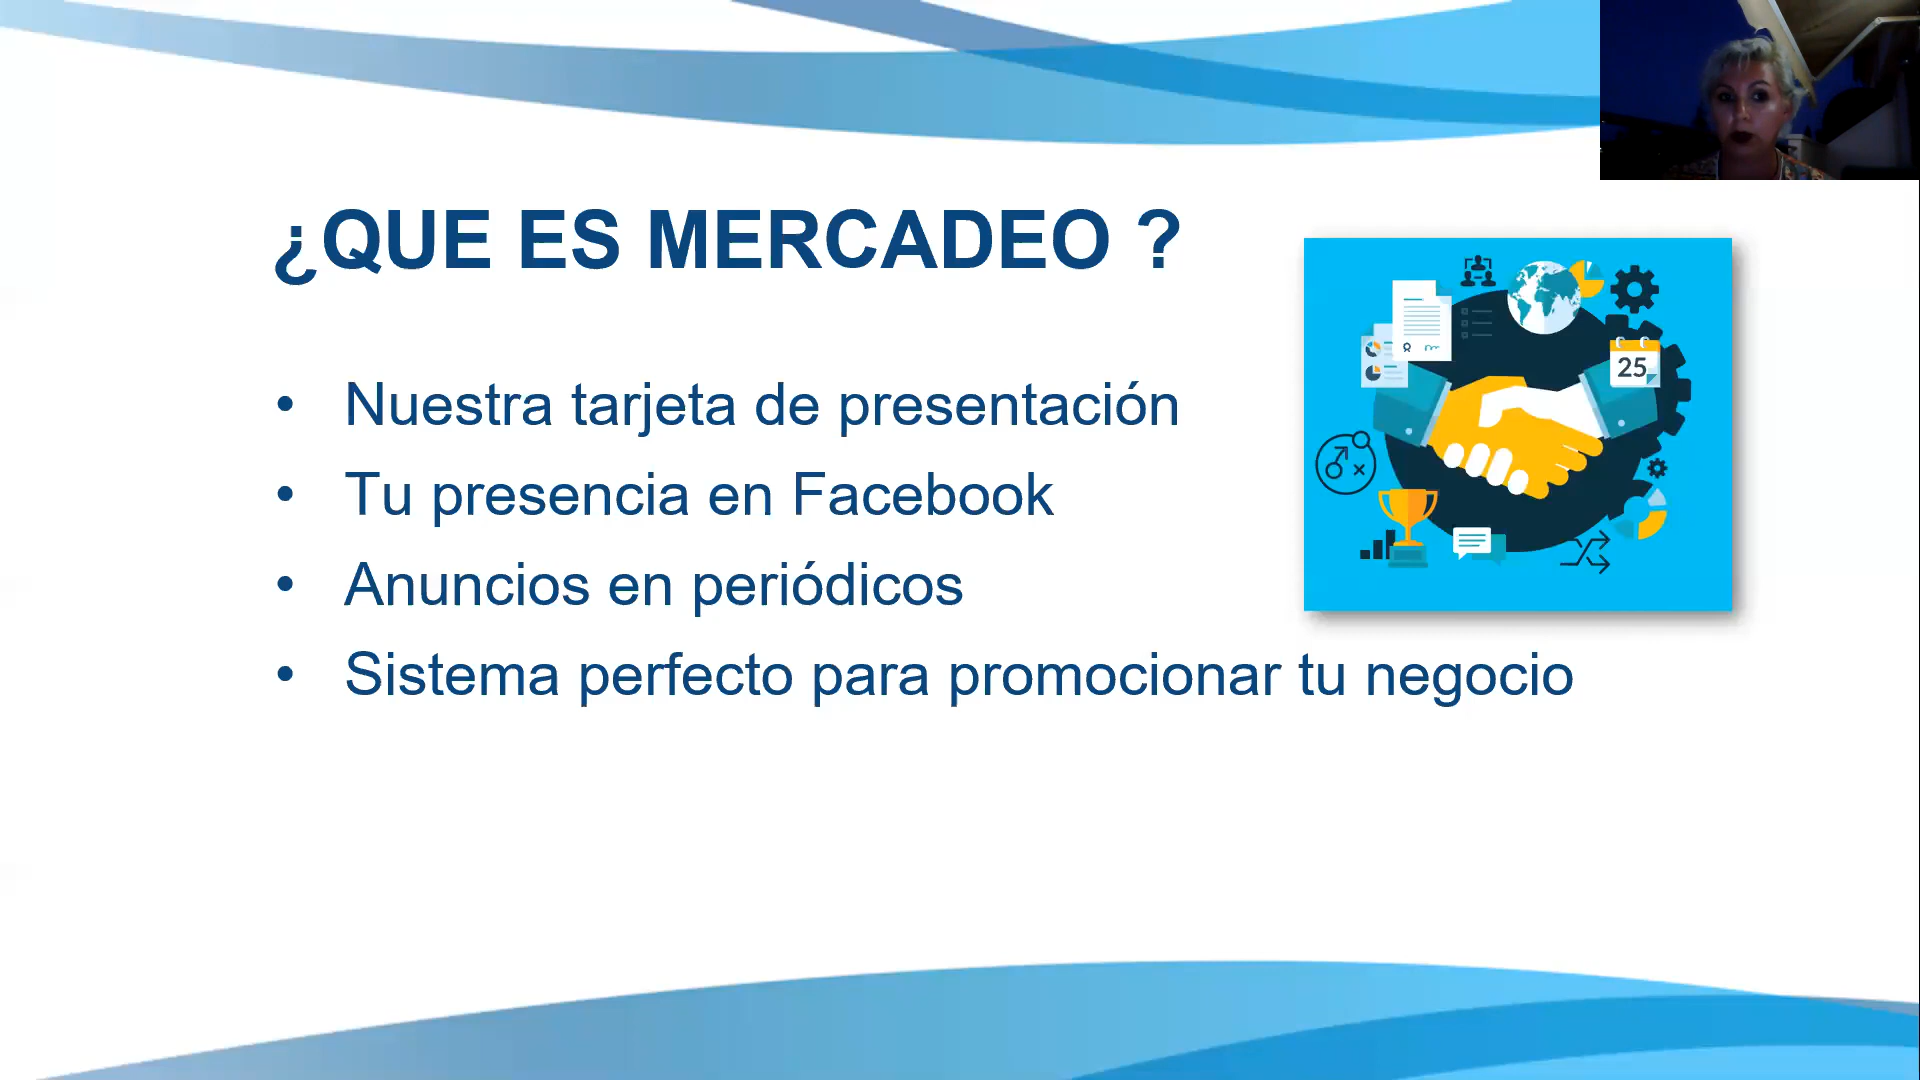 ¿QUE ES MERCADEO ?
• Nuestra tarjeta de presentación
• Tu presencia en Facebook
• Anuncios en periódicos
• Sistema perfecto para promocionar tu negocio
25